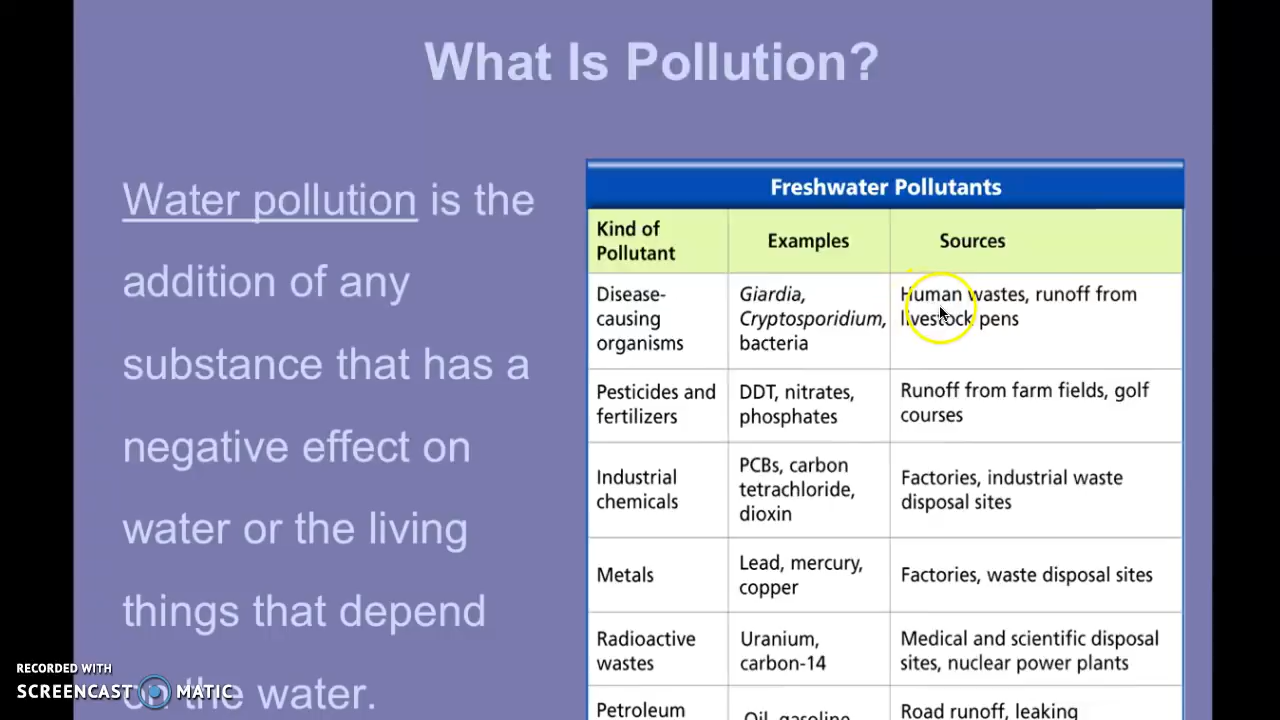 What Is Pollution?
Water pollution is the
addition of any
substance that has a
negative effect on
water or the living
things that depend
on the water.
Freshwater Pollutants
Kind of
Pollutant
Examples
Sources
Disease-
causing
organisms
Giardia,
Cryptosporidium,
bacteria
Human wastes, runoff from
livestock pens
Pesticides and
fertilizers
DDT, nitrates,
phosphates
Runoff from farm fields, golf
courses
Industrial
chemicals
PCBs, carbon
tetrachloride,
dioxin
Factories, industrial waste
disposal sites
Metals
Lead, mercury,
copper
Factories, waste disposal sites
Radioactive
wastes
Uranium,
carbon-14
Medical and scientific disposal
sites, nuclear power plants
Petroleum
Oil, gasoline
Road runoff, leaking
RECORDED WITH
SCREENCAST MATIC